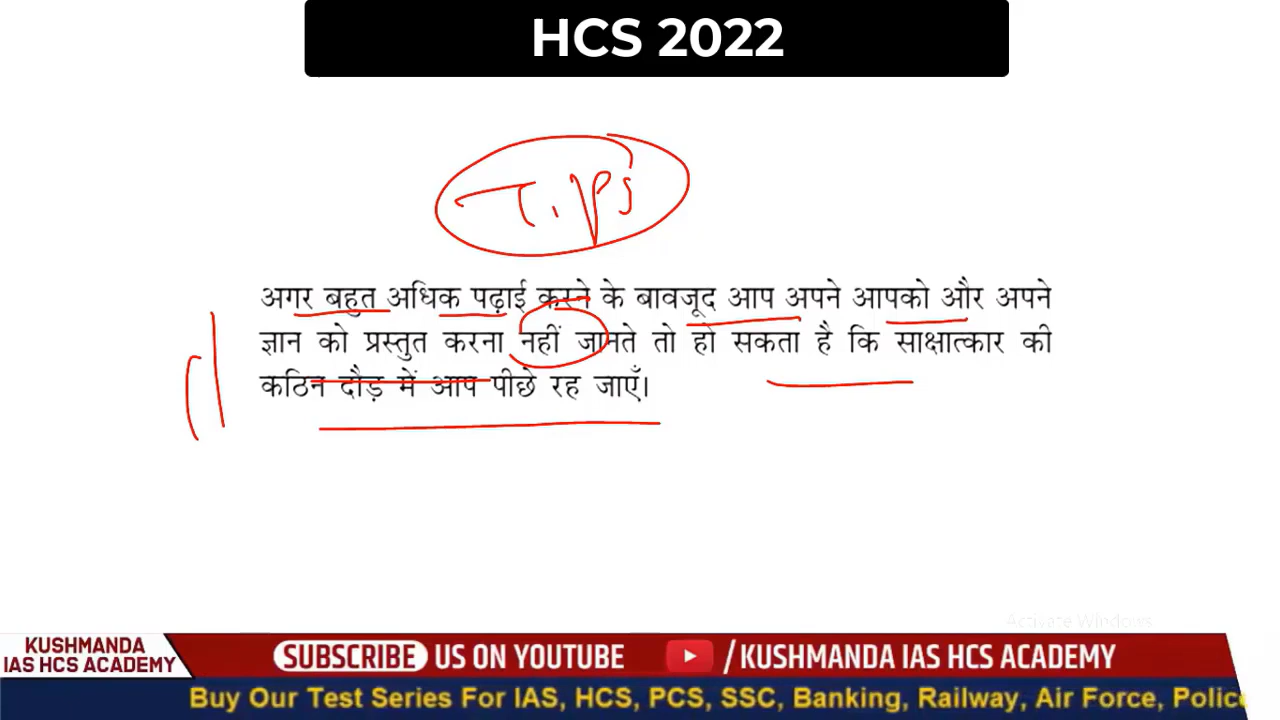 HCS 2022
Tips
अगर बहुत अधिक पढ़ाई करने के बावजूद आप अपने आपको और अपने
ज्ञान को प्रस्तुत करना नहीं जानते तो हो सकता है कि साक्षात्कार की
कठिन दौड़ में आप पीछे रह जाएँ।
Activate Windows
KUSHMANDA
IAS HCS ACADEMY
SUBSCRIBE US ON YOUTUBE
/KUSHMANDA IAS HCS ACADEMY
Buy Our Test Series For IAS, HCS, PCS, SSC, Banking, Railway, Air Force, Police